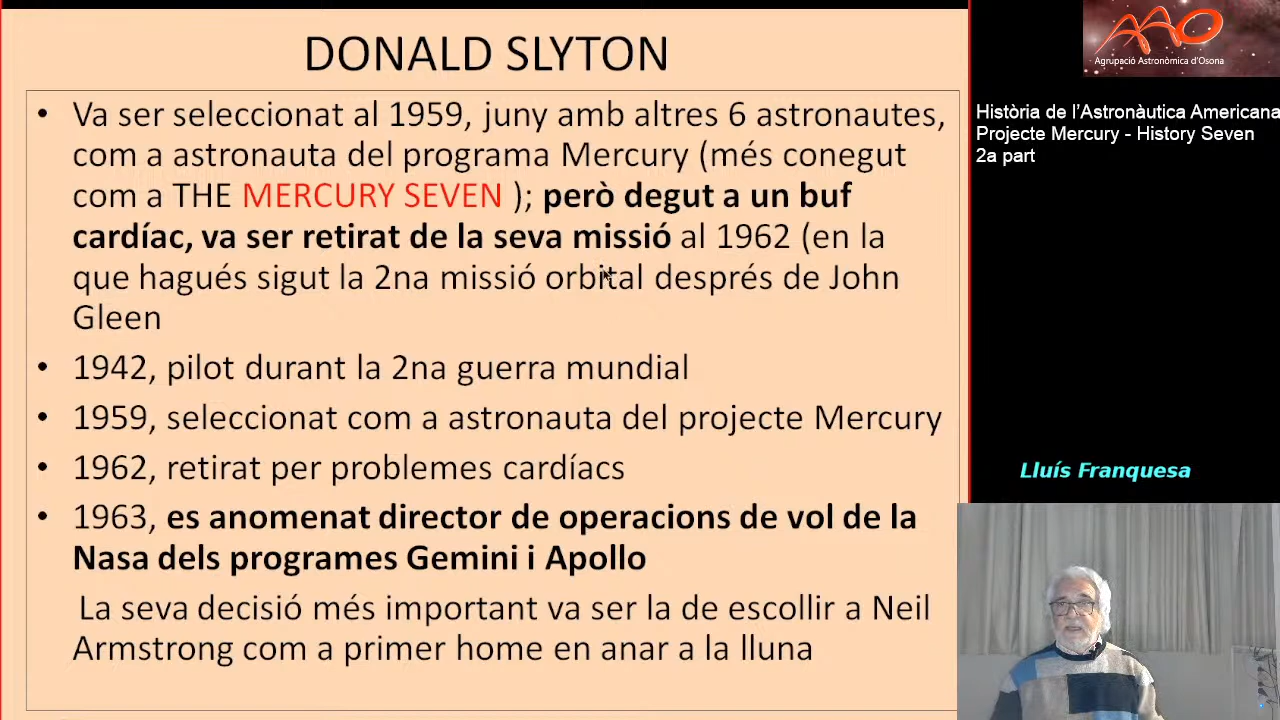 DONALD SLYTON
• Va ser seleccionat al 1959, juny amb altres 6 astronautes,
com a astronauta del programa Mercury (més conegut
com a THE MERCURY SEVEN ); però degut a un buf
cardíac, va ser retirat de la seva missió al 1962 (en la
que hagués sigut la 2na missió orbital després de John
Gleen
• 1942, pilot durant la 2na guerra mundial
• 1959, seleccionat com a astronauta del projecte Mercury
• 1962, retirat per problemes cardíacs
• 1963, es anomenat director de operacions de vol de la
Nasa dels programes Gemini i Apollo
La seva decisió més important va ser la de escollir a Neil
Armstrong com a primer home en anar a la lluna
AAO
Agrupació Astronòmica d'Osona
Història de l'Astronàutica Americana
Projecte Mercury - History Seven
2a part
Lluís Franquesa